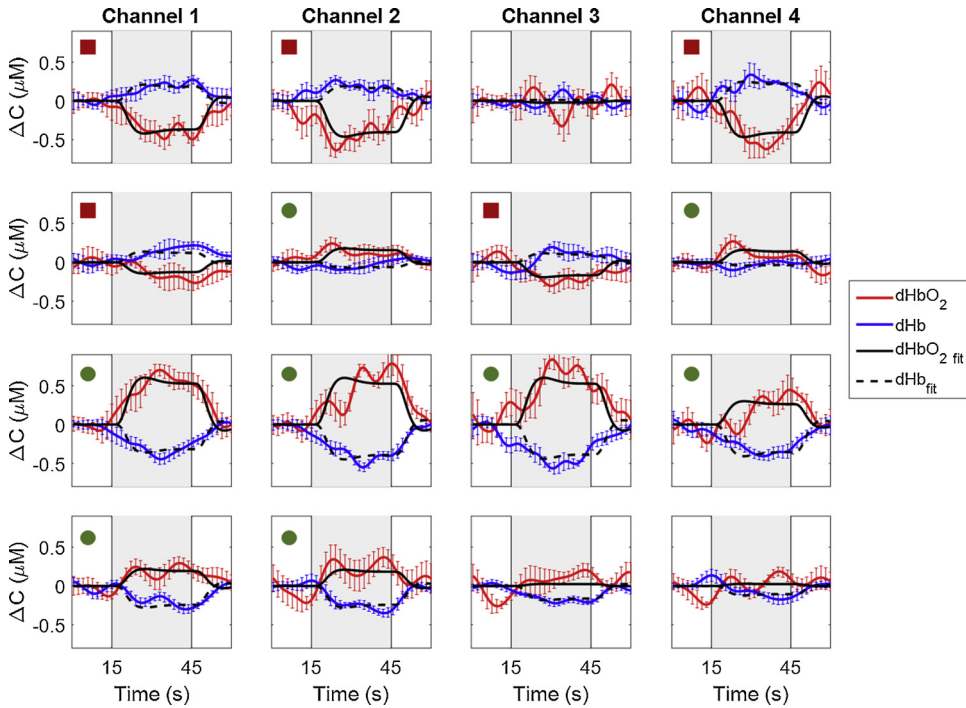 Channel 1 Channel 2 Channel 3 Channel 4
ΔC (μM) 0.5 0 -0.5
ΔC (μM) 0.5 0 -0.5
dHbO₂
dHb
dHbO₂ fit
dHb fit
ΔC (μM) 0.5 0 -0.5
ΔC (μM) 0.5 0 -0.5
15 45 15 45 15 45 15 45
Time (s) Time (s) Time (s) Time (s)